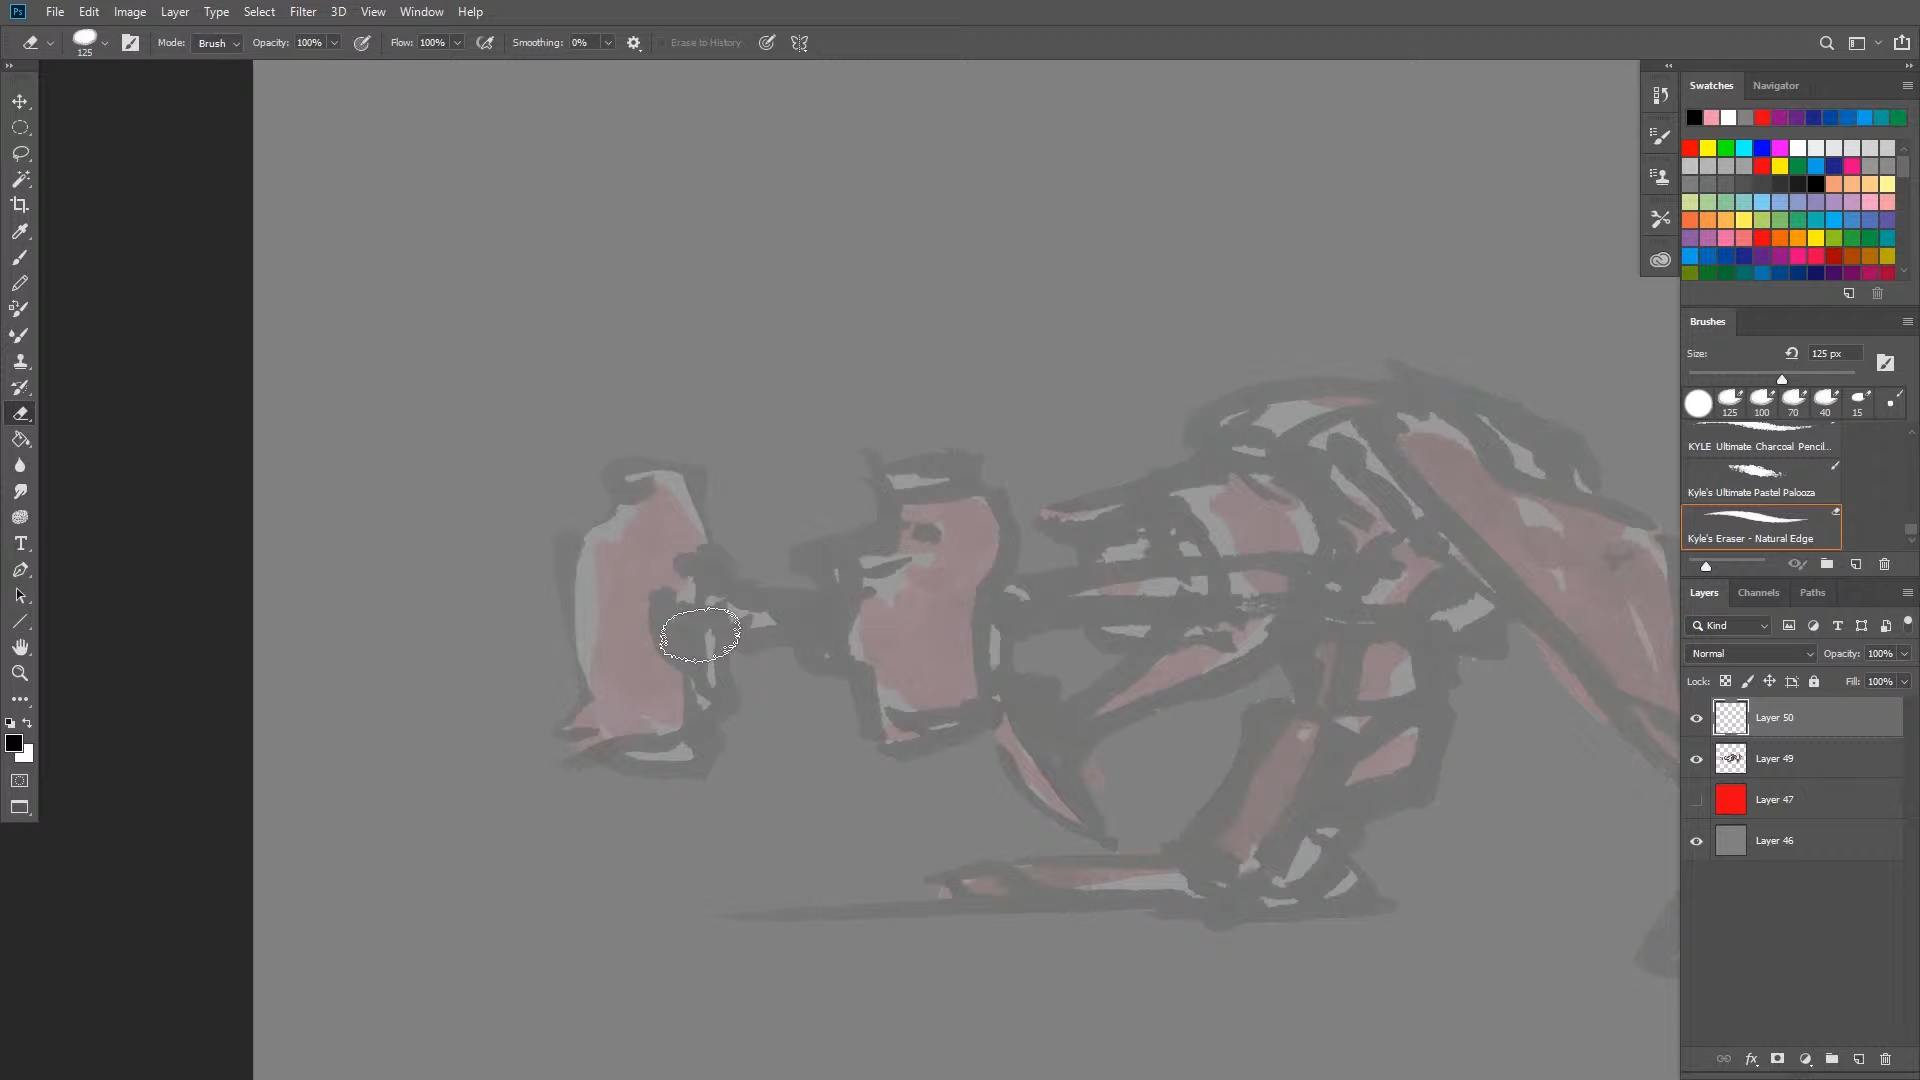 Ps File Edit Image Layer Type Select Filter 3D View Window Help
125 Mode: Brush Opacity: 100% Flow: 100% Smoothing: 0% Erase to History
Swatches Navigator
Brushes
Size: 125 px
125 100 70 40 15
KYLE Ultimate Charcoal Pencil...
Kyle's Ultimate Pastel Palooza
Kyle's Eraser - Natural Edge
Layers Channels Paths
Kind
Normal Opacity: 100%
Lock: Fill: 100%
Layer 50
Layer 49
Layer 47
Layer 46
fx